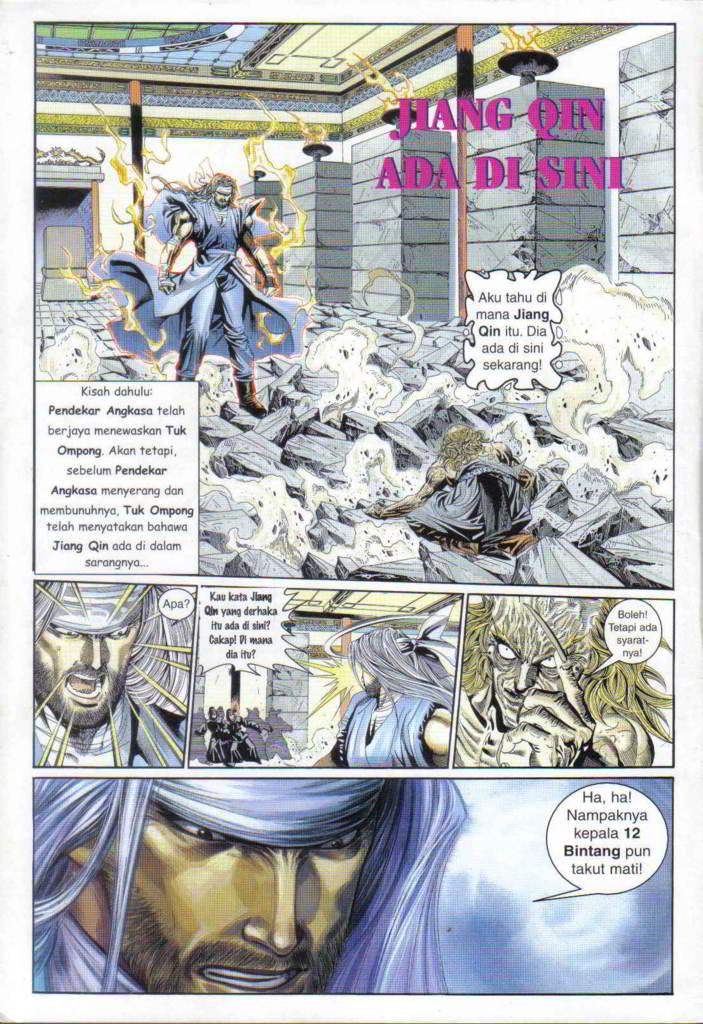 JIANG QIN
ADA DI SINI
Aku tahu di
mana Jiang
Qin itu. Dia
ada di sini
sekarang!
Kisah dahulu:
Pendekar Angkasa telah
berjaya menewaskan Tuk
Ompong. Akan tetapi,
sebelum Pendekar
Angkasa menyerang dan
membunuhnya, Tuk Ompong
telah menyatakan bahawa
Jiang Qin ada di dalam
sarangnya...
Apa?
Kau kata Jiang
Qin yang derhaka
itu ada di sini?
Cakap! Di mana
dia itu?
Boleh!
Tetapi ada
syarat-
nya!
Ha, ha!
Nampaknya
kepala 12
Bintang pun
takut mati!